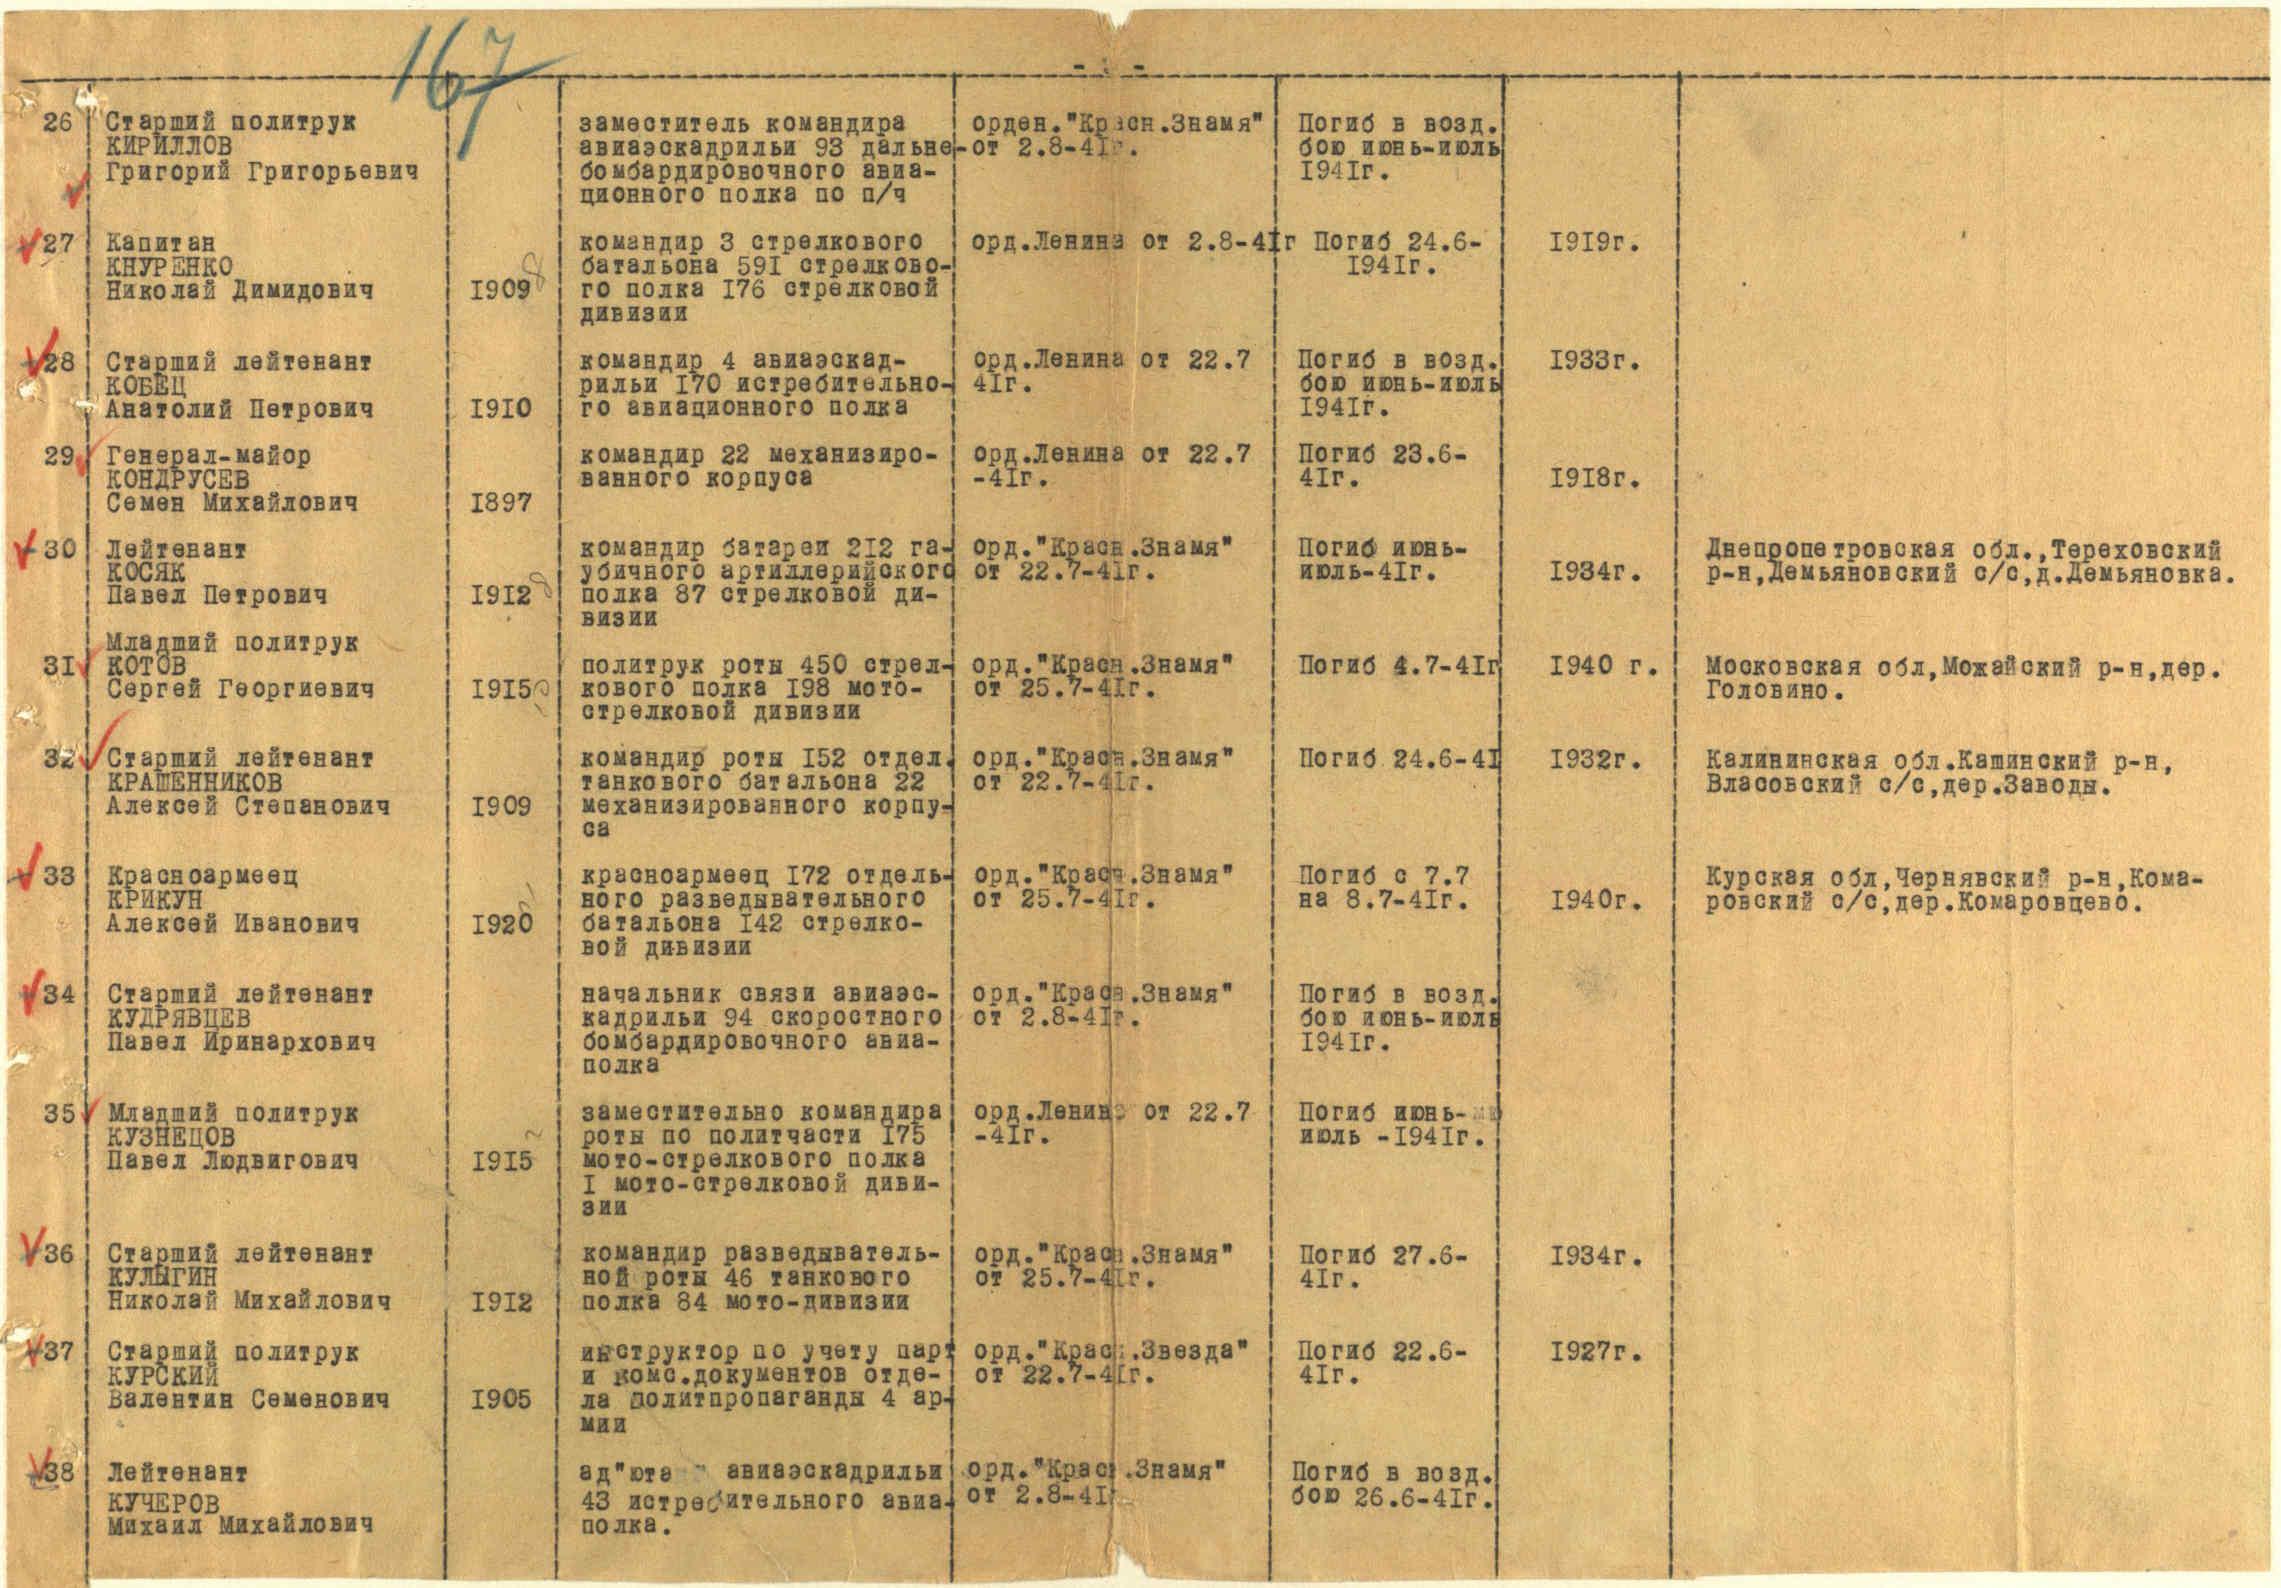 167
26 Старший политрук
КИРИЛЛОВ
Григорий Григорьевич
заместитель командира
авиаэскадрильи 93 дальне-
бомбардировочного авиа-
ционного полка по п/ч
орден."Красн.Знамя"
от 2.8-41г.
Погиб в возд.
бою июнь-июль
1941г.
27 Капитан
КНУРЕНКО
Николай Димидович
1909
8
командир 3 стрелкового
батальона 591 стрелково-
го полка 176 стрелковой
дивизии
орд.Ленина от 2.8-41г
Погиб 24.6-
1941г.
1919г.
28 Старший лейтенант
КОБЕЦ
Анатолий Петрович
1910
командир 4 авиаэскад-
рильи 170 истребительно-
го авиационного полка
орд.Ленина от 22.7
41г.
Погиб в возд.
бою июнь-июль
1941г.
1933г.
29 Генерал-майор
КОНДРУСЕВ
Семен Михайлович
1897
командир 22 механизиро-
ванного корпуса
орд.Ленина от 22.7
-41г.
Погиб 23.6-
41г.
1918г.
30 Лейтенант
КОСЯК
Павел Петрович
1912
8
командир батареи 212 га-
убичного артиллерийского
полка 87 стрелковой ди-
визии
орд."Красн.Знамя"
от 22.7-41г.
Погиб июнь-
июль-41г.
1934г.
Днепропетровская обл.,Тереховский
р-н,Демьяновский с/с,д.Демьяновка.
Младший политрук
31 КОТОВ
Сергей Георгиевич
1915
политрук роты 450 стрел-
кового полка 198 мото-
стрелковой дивизии
орд."Красн.Знамя"
от 25.7-41г.
Погиб 4.7-41г
1940 г.
Московская обл,Можайский р-н,дер.
Головино.
32 Старший лейтенант
КРАШЕННИКОВ
Алексей Степанович
1909
командир роты 152 отдел.
танкового батальона 22
механизированного корпу-
са
орд."Красн.Знамя"
от 22.7-41г.
Погиб 24.6-41
1932г.
Калининская обл.Кашинский р-н,
Власовский с/с,дер.Заводы.
33 Красноармеец
КРИКУН
Алексей Иванович
1920
красноармеец 172 отдель-
ного разведывательного
батальона 142 стрелко-
вой дивизии
орд."Красн.Знамя"
от 25.7-41г.
Погиб с 7.7
на 8.7-41г.
1940г.
Курская обл,Чернявский р-н,Кома-
ровский с/с,дер.Комаровцево.
34 Старший лейтенант
КУДРЯВЦЕВ
Павел Иринархович
начальник связи авиаэс-
кадрильи 94 скоростного
бомбардировочного авиа-
полка
орд."Красн.Знамя"
от 2.8-41г.
Погиб в возд.
бою июнь-июль
1941г.
35 Младший политрук
КУЗНЕЦОВ
Павел Людвигович
1915
заместительно командира
роты по политчасти 175
мото-стрелкового полка
I мото-стрелковой диви-
зии
орд.Ленина от 22.7
-41г.
Погиб июнь-
июль -1941г.
36 Старший лейтенант
КУЛЫГИН
Николай Михайлович
1912
командир разведыватель-
ной роты 46 танкового
полка 84 мото-дивизии
орд."Красн.Знамя"
от 25.7-41г.
Погиб 27.6-
41г.
1934г.
37 Старший политрук
КУРСКИЙ
Валентин Семенович
1905
инструктор по учету парт
и комс.документов отде-
ла политпропаганды 4 ар-
мии
орд."Красн.Звезда"
от 22.7-41г.
Погиб 22.6-
41г.
1927г.
38 Лейтенант
КУЧЕРОВ
Михаил Михайлович
авиаэскадрильи
43 истребительного авиа-
полка.
орд."Красн.Знамя"
от 2.8-41
Погиб в возд.
бою 26.6-41г.